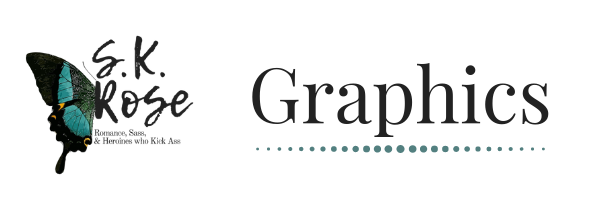 S.K.
Rose
Romance, Sass,
& Heroines who Kick Ass
Graphics